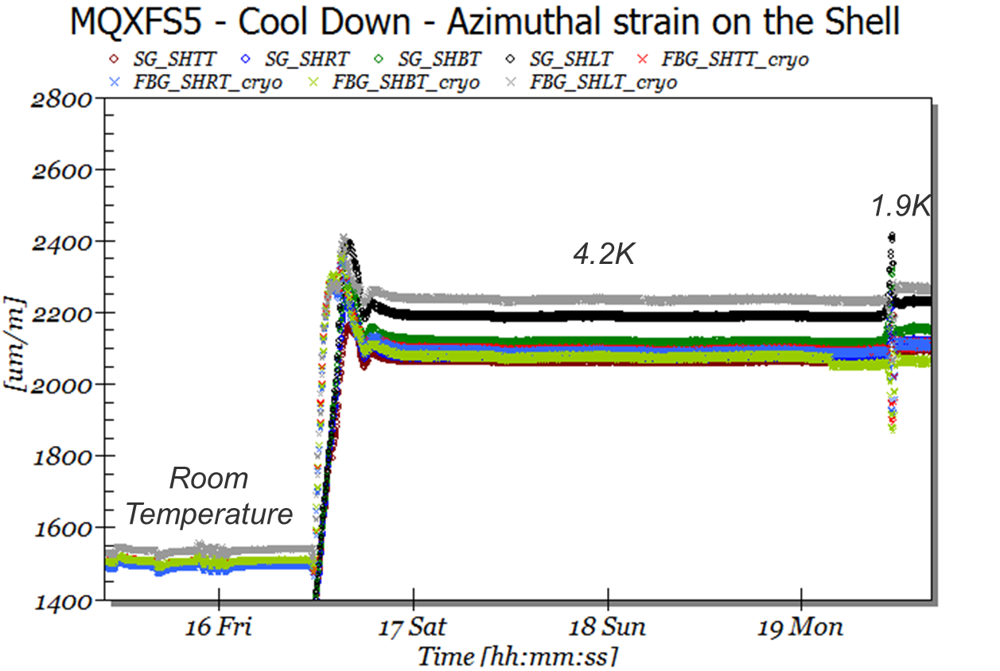 MQXFS5 - Cool Down - Azimuthal strain on the Shell
SG_SHTT SG_SHRT SG_SHBT SG_SHLT FBG_SHTT_cryo
FBG_SHRT_cryo FBG_SHBT_cryo FBG_SHLT_cryo
2800
2600
1.9K
2400
4.2K
2200
[um/m]
2000
1800
Room
Temperature
1600
1400
16 Fri 17 Sat 18 Sun 19 Mon
Time [hh:mm:ss]